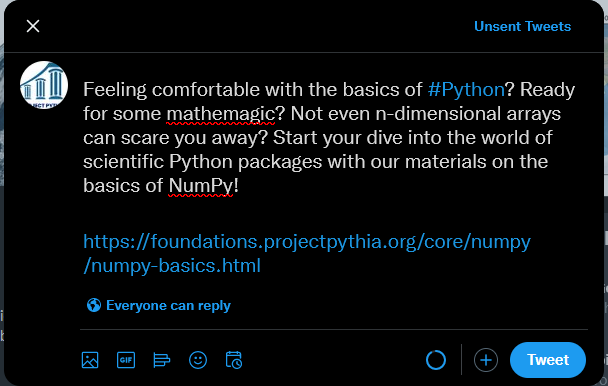 Unsent Tweets
Feeling comfortable with the basics of #Python? Ready
for some mathemagic? Not even n-dimensional arrays
can scare you away? Start your dive into the world of
scientific Python packages with our materials on the
basics of NumPy!
https://foundations.projectpythia.org/core/numpy
/numpy-basics.html
Everyone can reply
GIF
Tweet